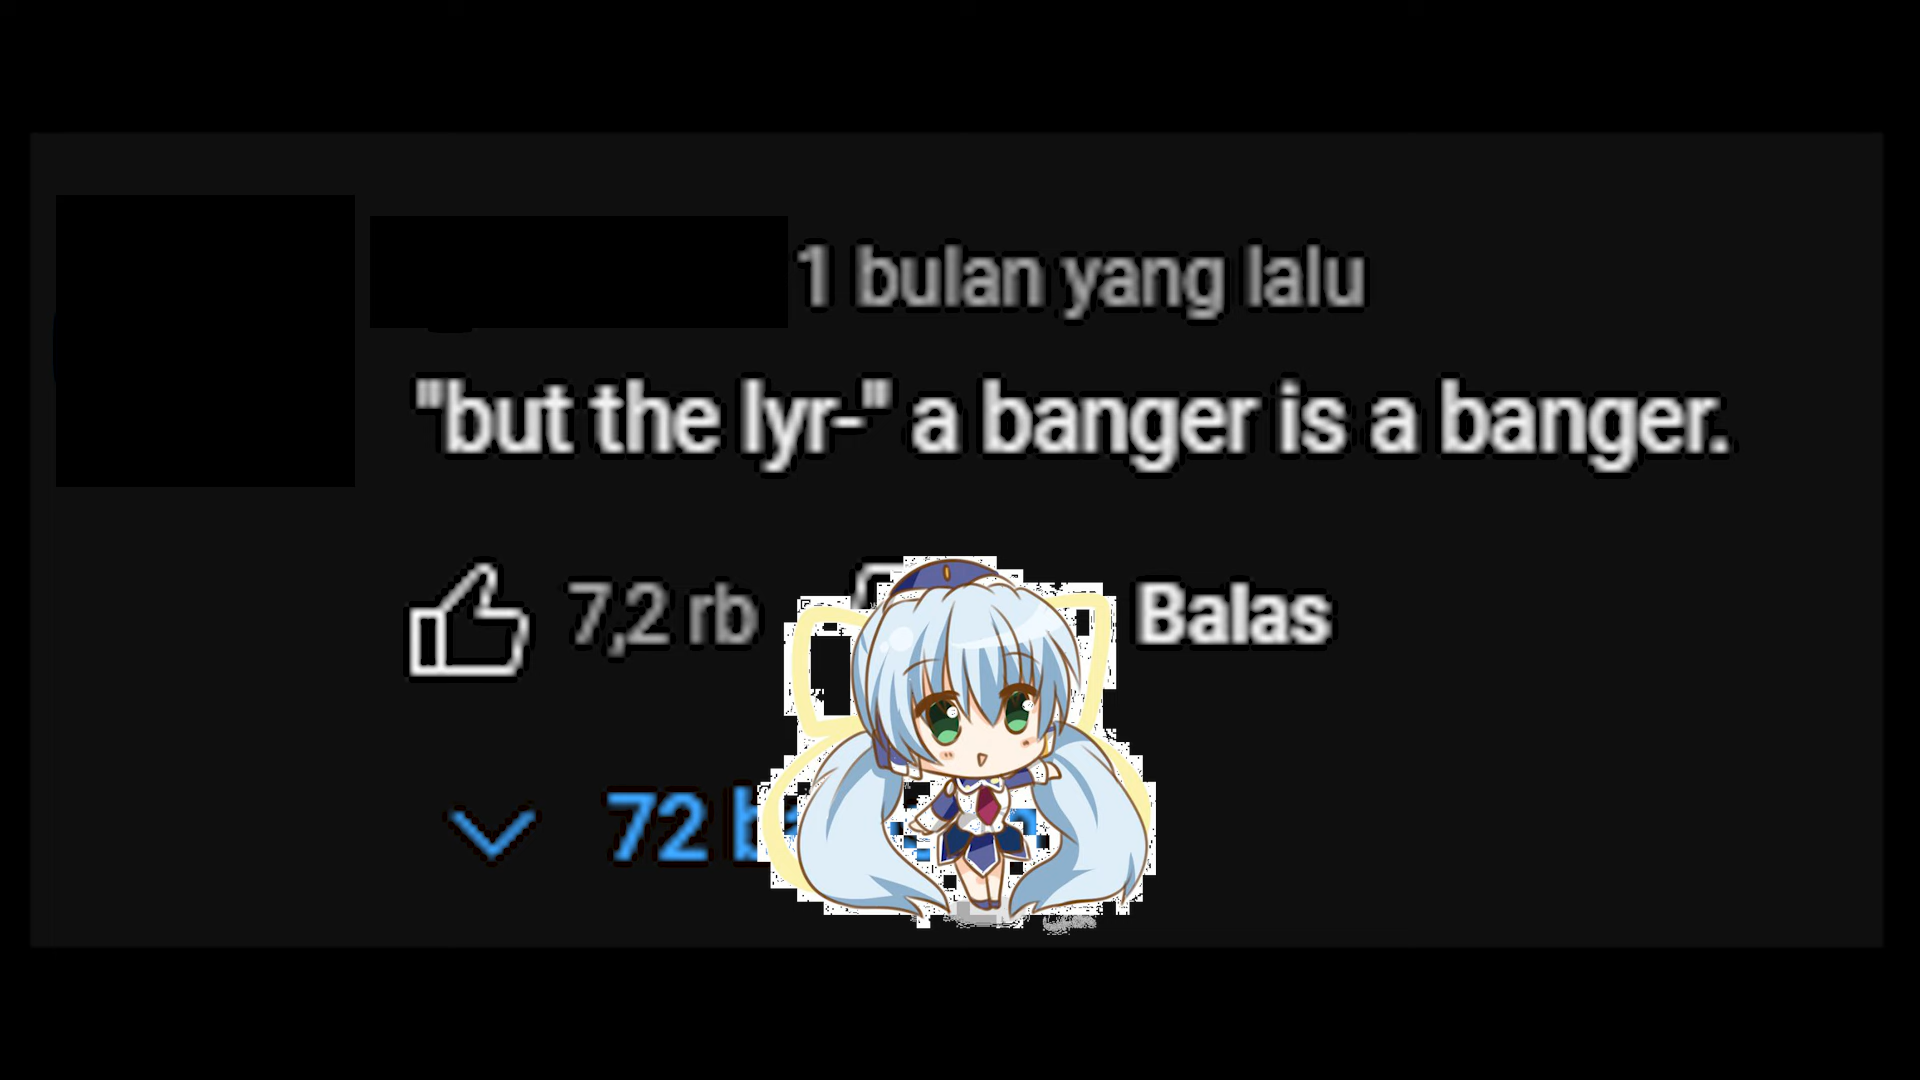 1 bulan yang lalu
"but the lyr-" a banger is a banger.
7,2 rb
Balas
72